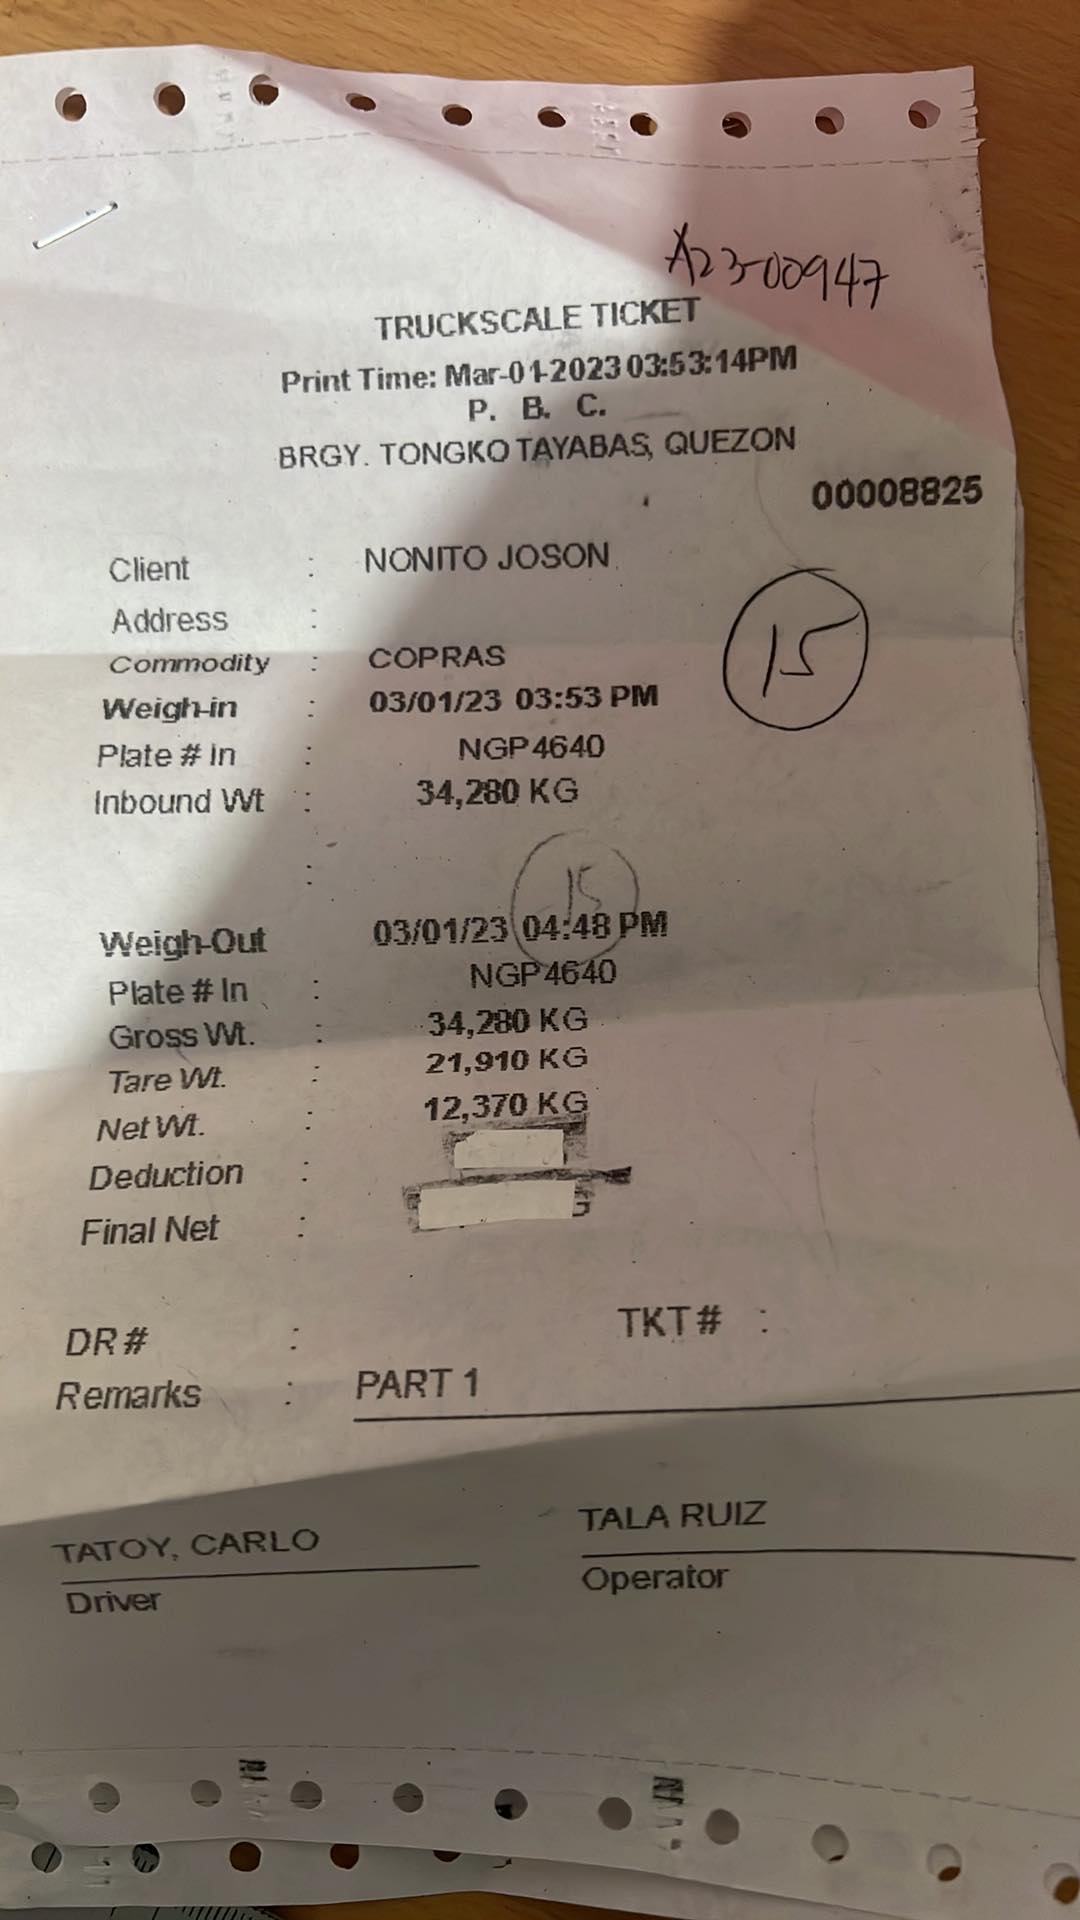 A23-00947
TRUCKSCALE TICKET
Print Time: Mar-01-2023 03:53:14PM
P. B. C.
BRGY. TONGKO TAYABAS, QUEZON
00008825
Client : NONITO JOSON
Address :
15
Commodity : COPRAS
Weigh-in : 03/01/23 03:53 PM
Plate # In : NGP4640
Inbound Wt : 34,280 KG
:
15
Weigh-Out 03/01/23 04:48 PM
Plate # In : NGP4640
Gross Wt. : 34,280 KG
Tare Wt. : 21,910 KG
Net Wt. : 12,370 KG
Deduction :
Final Net : G
DR # : TKT # :
Remarks : PART 1
TATOY, CARLO TALA RUIZ
Driver Operator